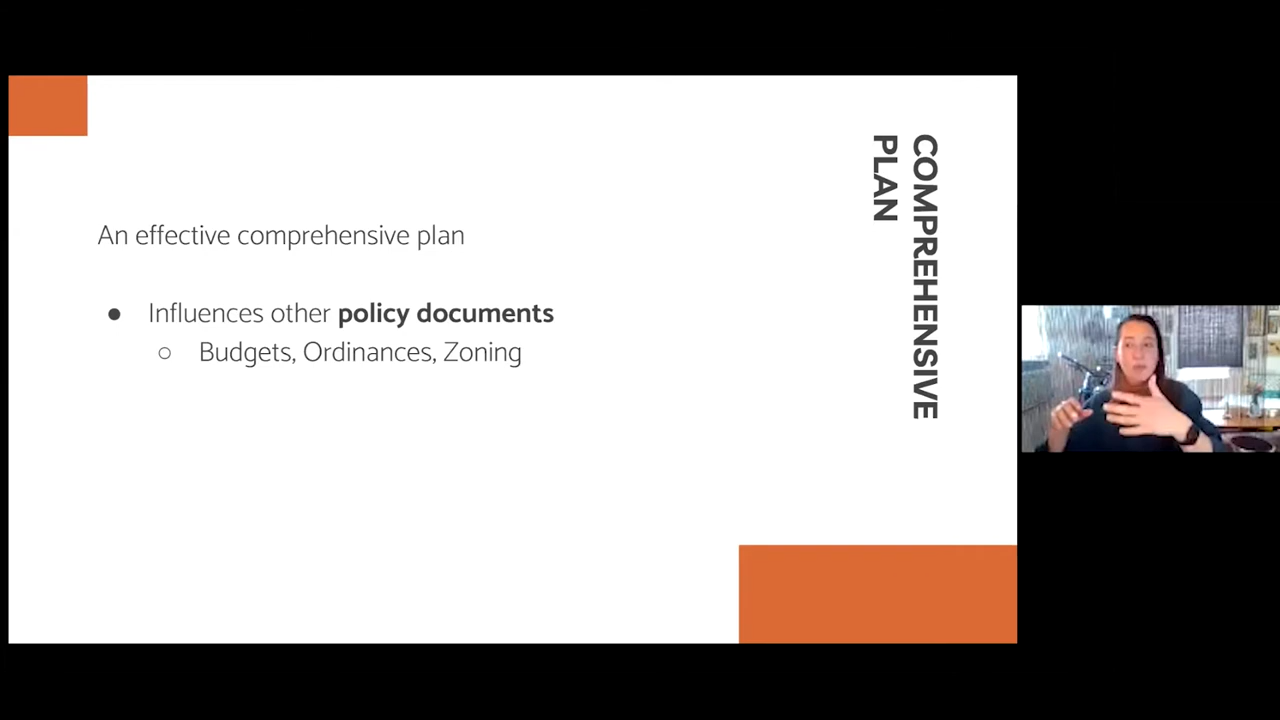 COMPREHENSIVE
PLAN
An effective comprehensive plan
● Influences other policy documents
○ Budgets, Ordinances, Zoning